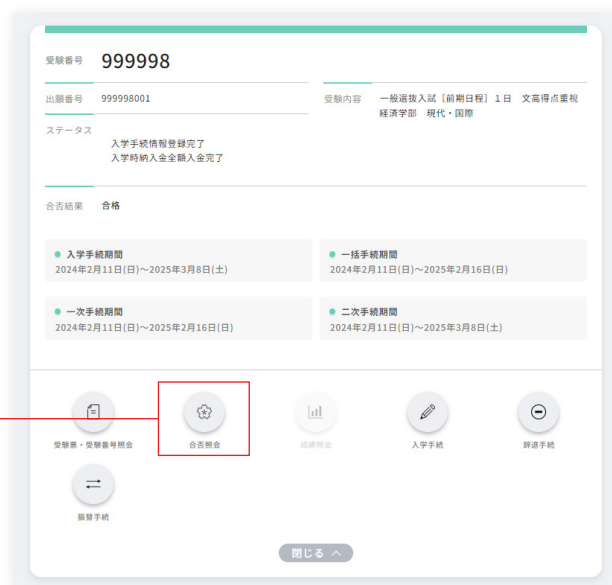 受験番号 999998
出願番号 999998001
受験内容 一般選抜入試［前期日程］１日 文高得点重視
経済学部 現代・国際
ステータス
入学手続情報登録完了
入学時納入金全額入金完了
合否結果 合格
入学手続期間
2024年2月11日(日)～2025年3月8日(土)
一括手続期間
2024年2月11日(日)～2025年2月16日(日)
一次手続期間
2024年2月11日(日)～2025年2月16日(日)
二次手続期間
2024年2月11日(日)～2025年3月8日(土)
受験票・受験番号照会
合否照会
成績照会
入学手続
辞退手続
振替手続
閉じる